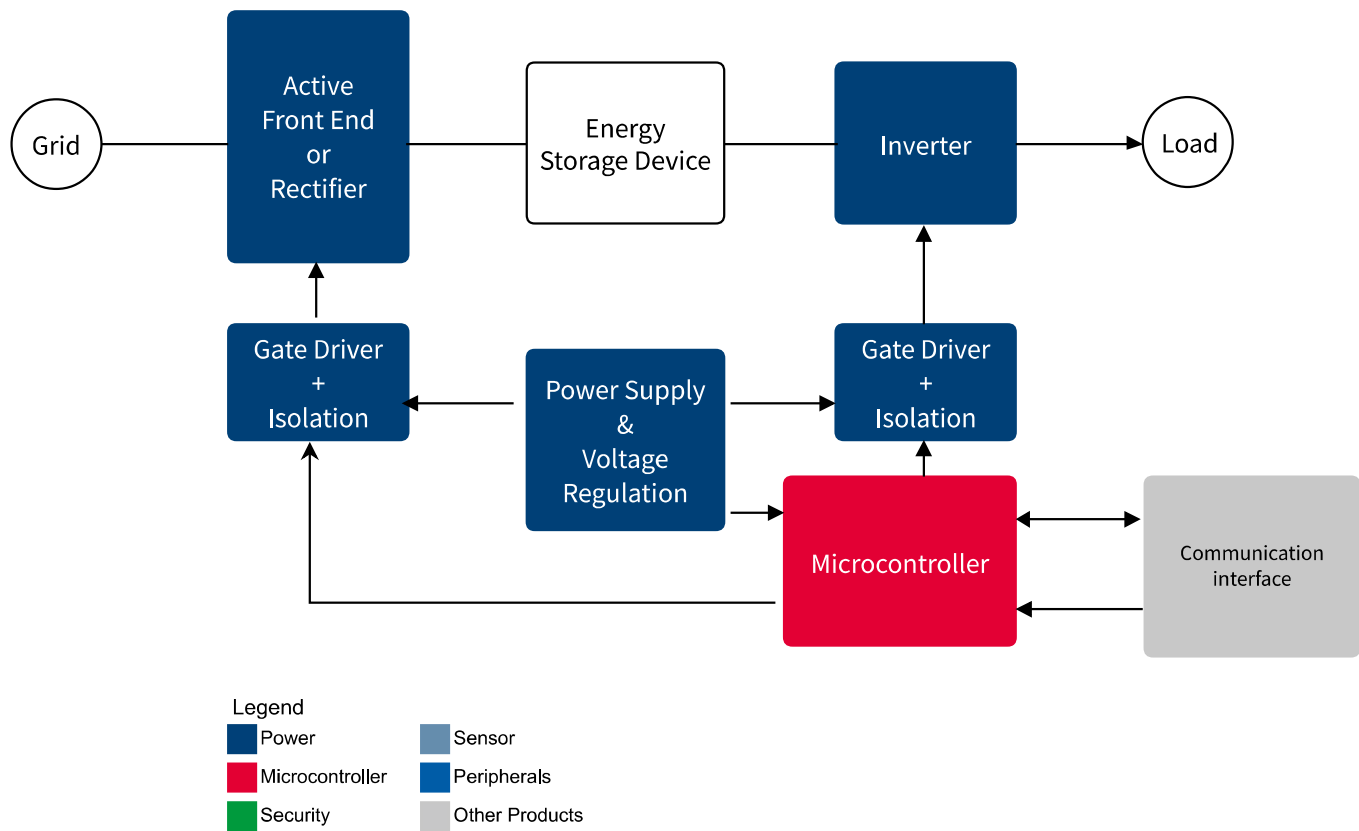 Grid
Active
Front End
or
Rectifier
Energy
Storage Device
Inverter
Load
Gate Driver
+
Isolation
Power Supply
&
Voltage
Regulation
Gate Driver
+
Isolation
Microcontroller
Communication
interface
Legend
Power
Sensor
Microcontroller
Peripherals
Security
Other Products